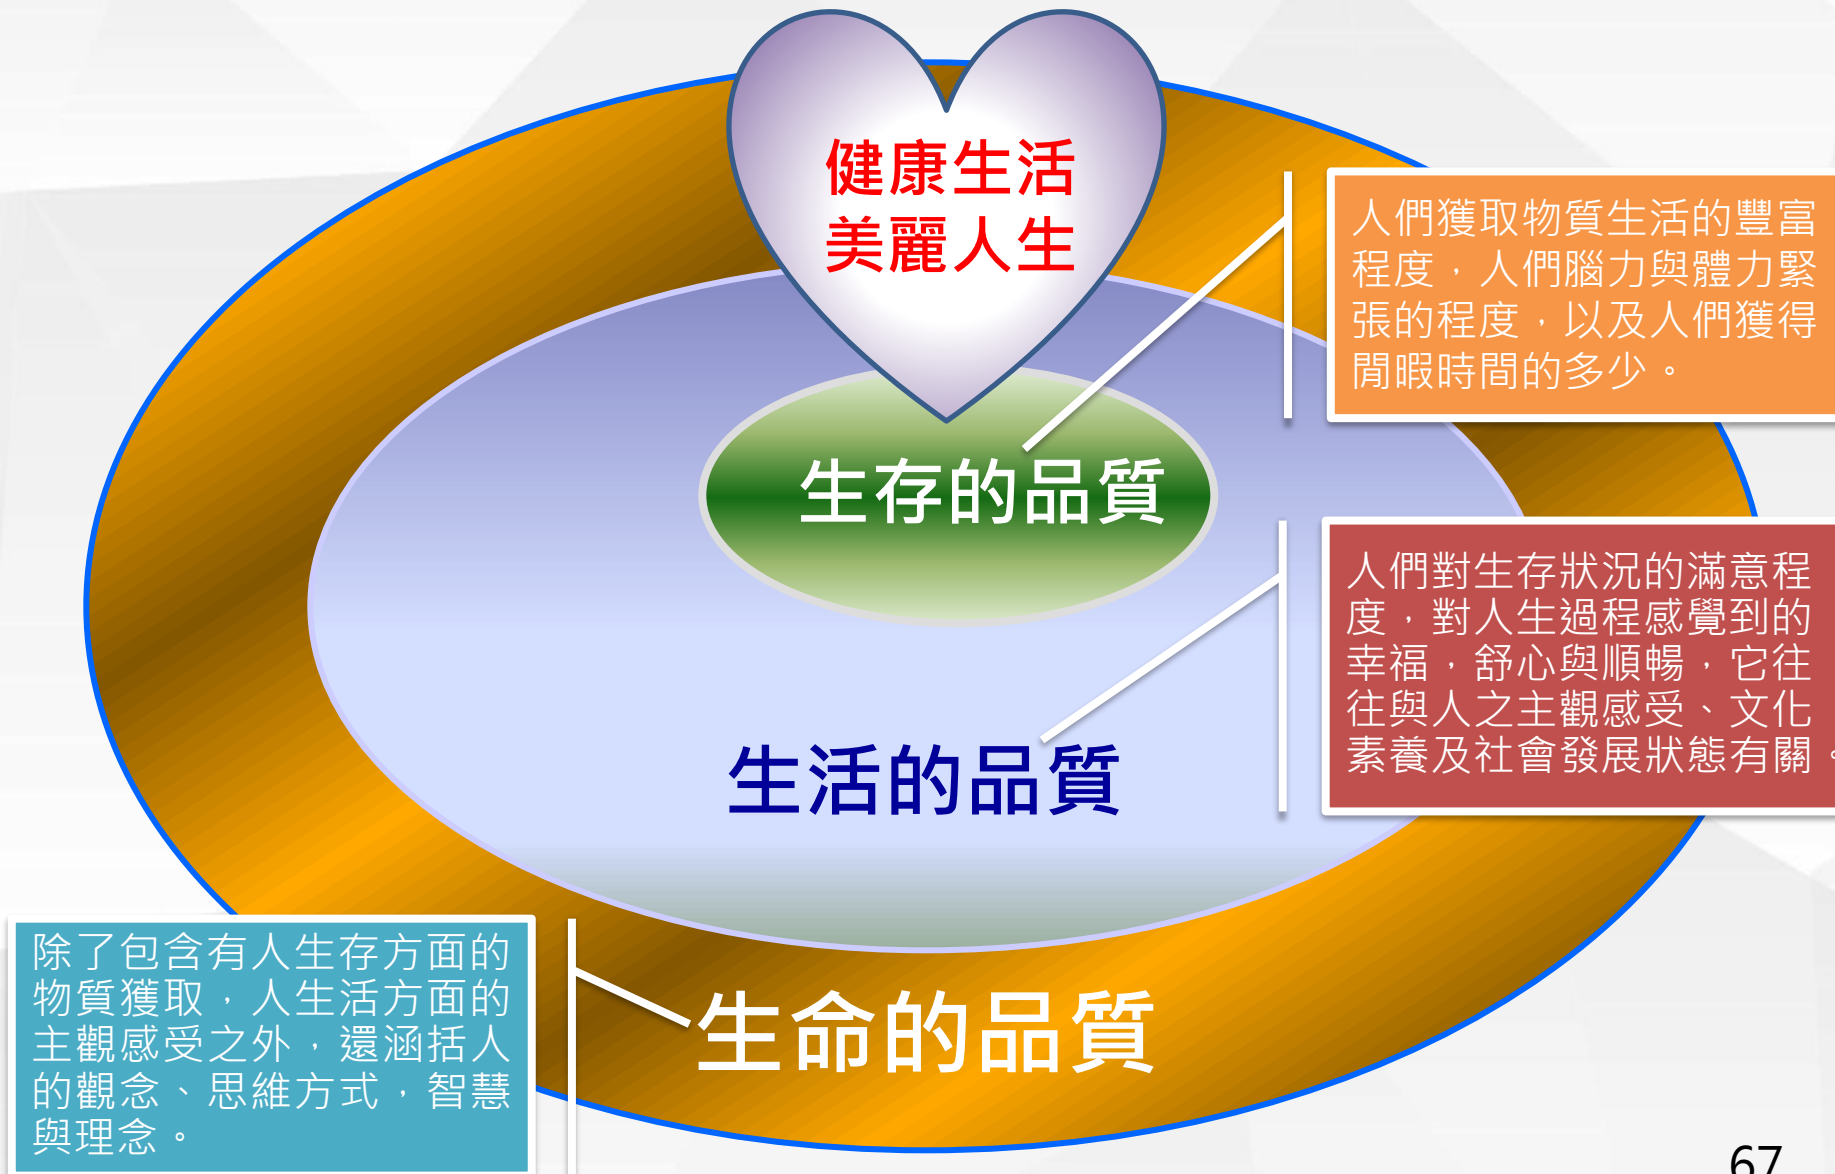 健康生活
美麗人生
人們獲取物質生活的豐富
程度，人們腦力與體力緊
張的程度，以及人們獲得
閒暇時間的多少。
生存的品質
人們對生存狀況的滿意程
度，對人生過程感覺到的
幸福，舒心與順暢，它往
往與人之主觀感受、文化
素養及社會發展狀態有關。
生活的品質
除了包含有人生存方面的
物質獲取，人生活方面的
主觀感受之外，還涵括人
的觀念、思維方式，智慧
與理念。
生命的品質
67